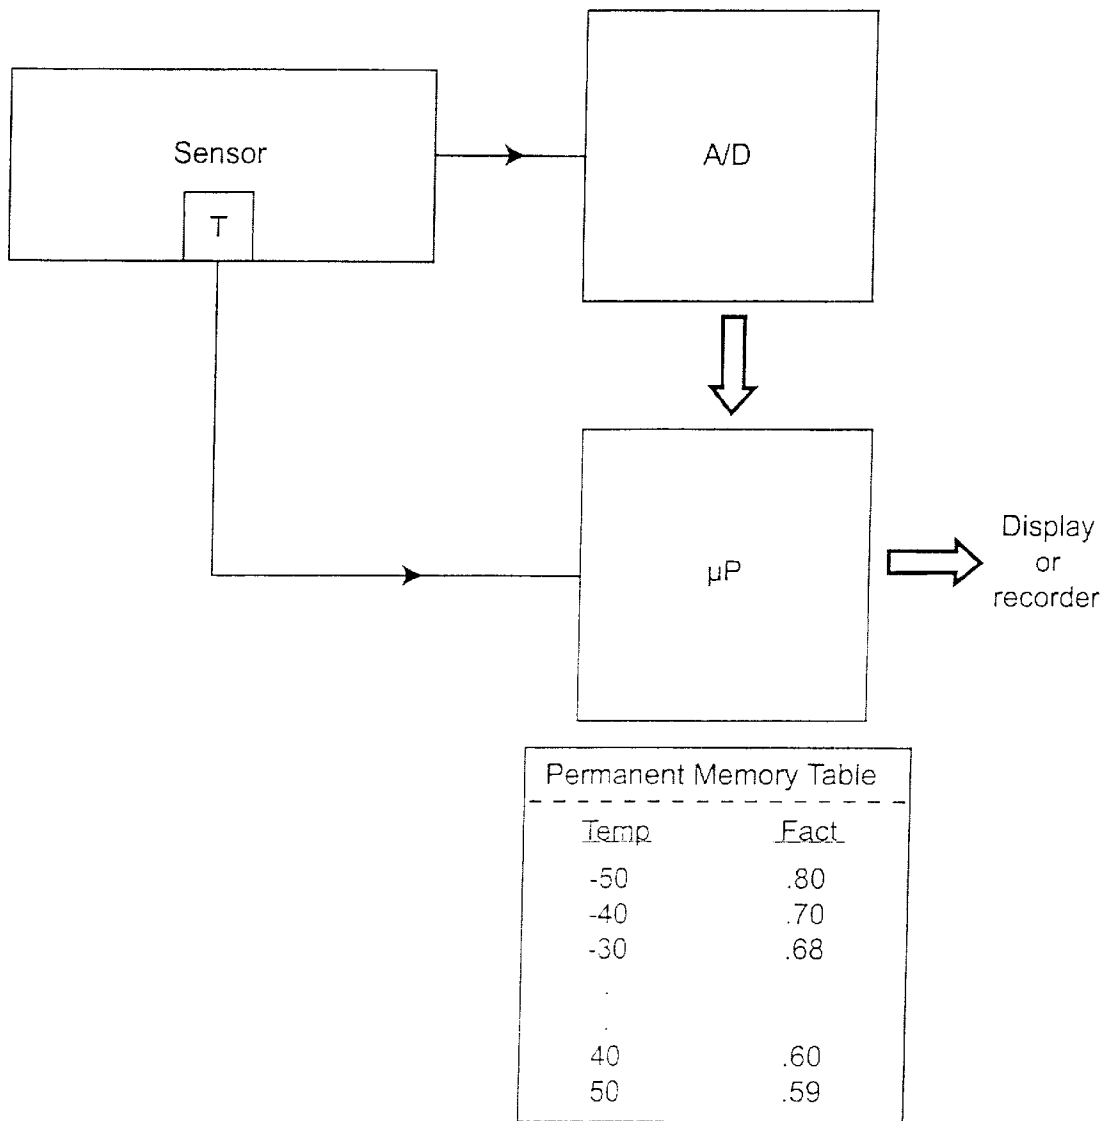 Sensor
T
A/D
µP
Display
or
recorder
Permanent Memory Table
Temp Fact
-50 .80
-40 .70
-30 .68
.
.
40 .60
50 .59